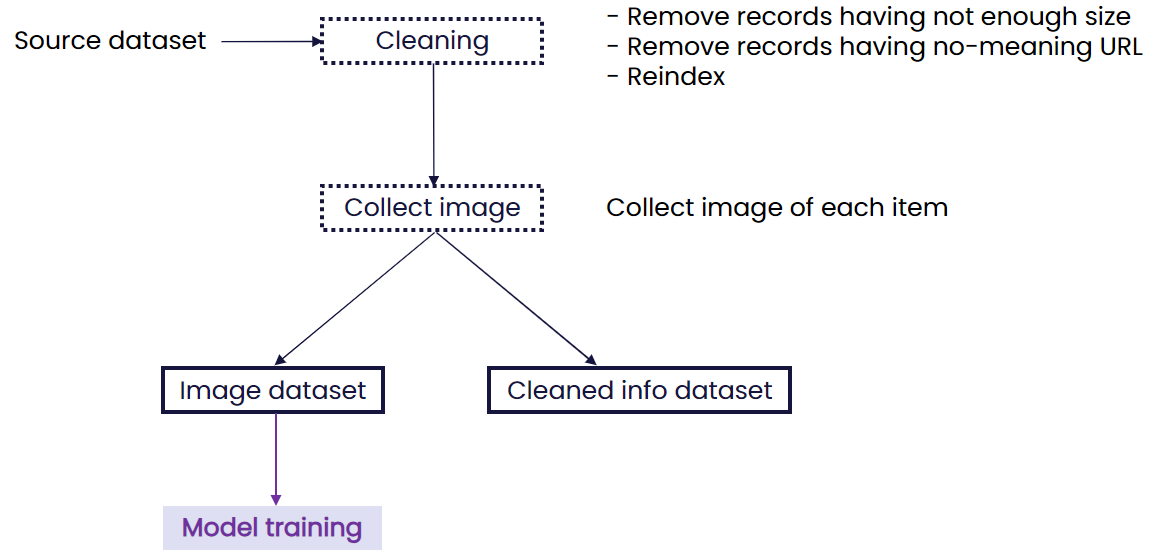 Source dataset
Cleaning
- Remove records having not enough size
- Remove records having no-meaning URL
- Reindex
Collect image
Collect image of each item
Image dataset
Cleaned info dataset
Model training